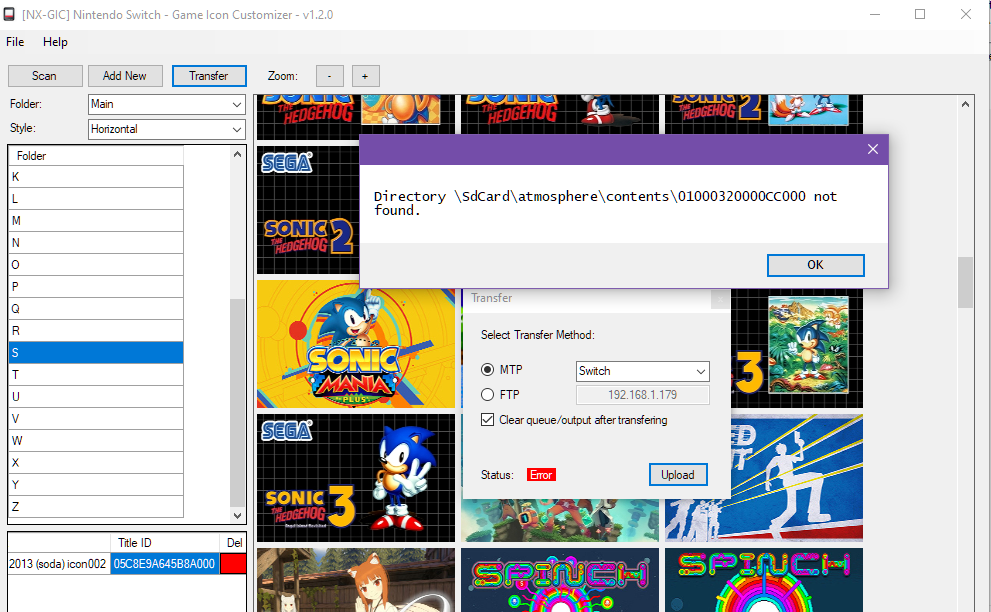 [NX-GIC] Nintendo Switch - Game Icon Customizer - v1.2.0
File Help
Scan Add New Transfer Zoom: - +
Folder: Main
Style: Horizontal
Folder
K
L
M
N
O
P
Q
R
S
T
U
V
W
X
Y
Z
Title ID Del
2013 (soda) icon002 05C8E9A645B8A000
SONIC THE HEDGEHOG
SONIC THE HEDGEHOG
SONIC THE HEDGEHOG 2
SEGA
SONIC 2
THE HEDGEHOG
Directory \SdCard\atmosphere\contents\01000320000CC000 not
found.
OK
SONIC
MANIA
PLUS
Transfer
Select Transfer Method:
MTP Switch
FTP 192.168.1.179
Clear queue/output after transfering
Status: Error Upload
3
SEGA
SONIC 3
THE HEDGEHOG
SPINCH
SPINCH